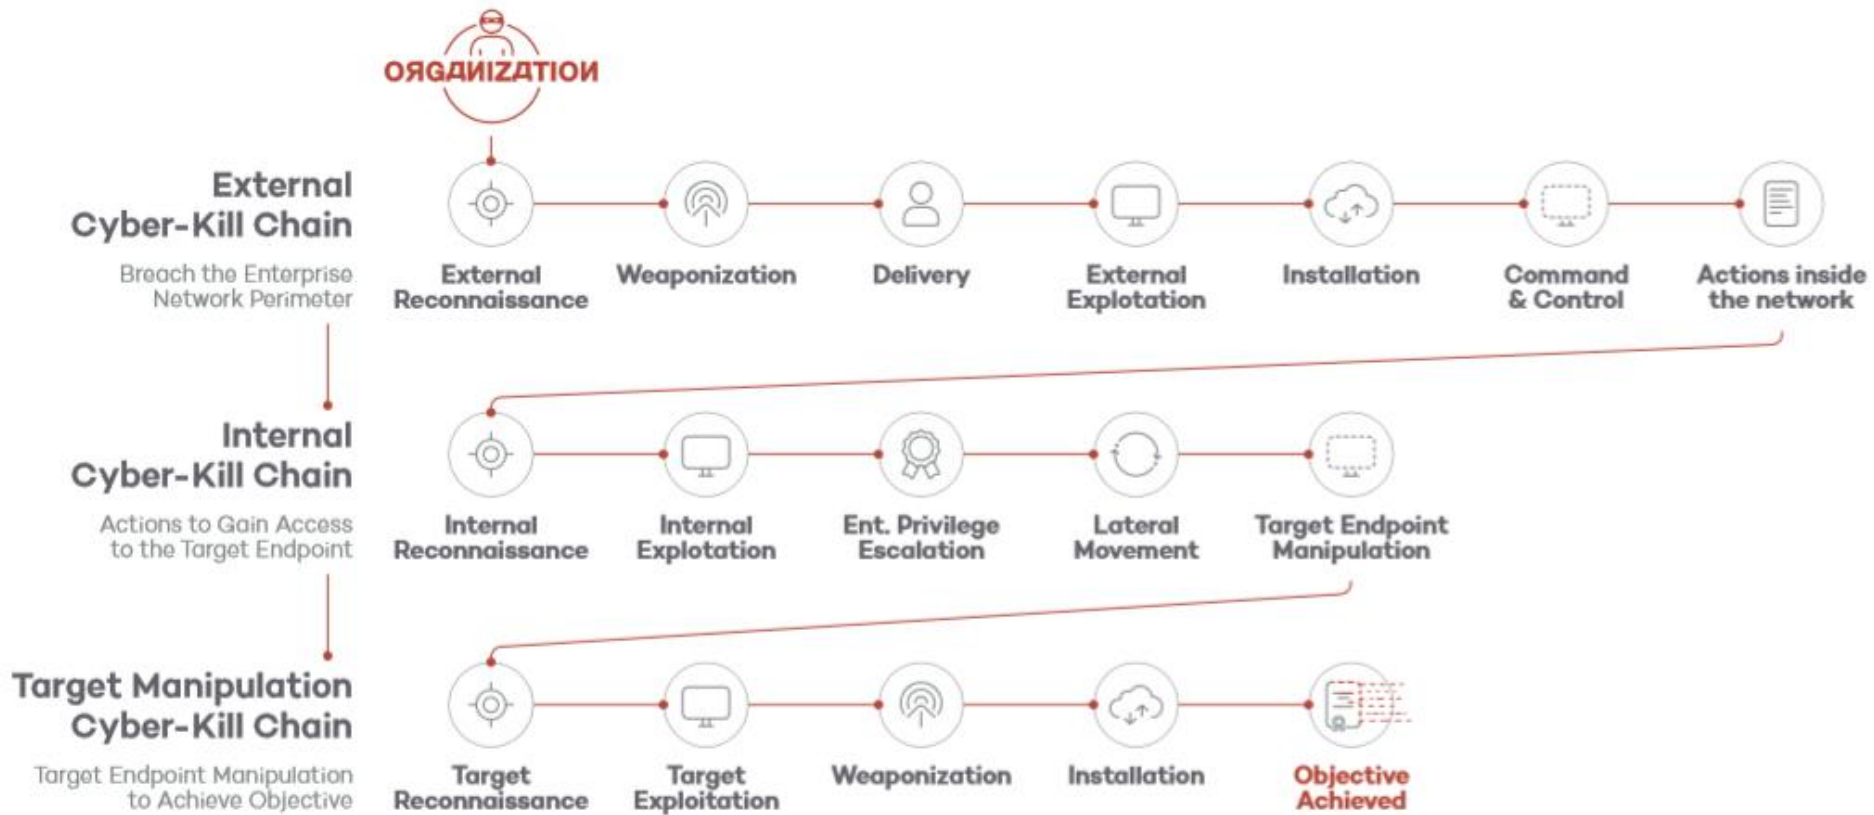 OЯGДИIZДTIOИ
External
Cyber-Kill Chain
Breach the Enterprise
Network Perimeter
External
Reconnaissance
Weaponization
Delivery
External
Explotation
Installation
Command
& Control
Actions inside
the network
Internal
Cyber-Kill Chain
Actions to Gain Access
to the Target Endpoint
Internal
Reconnaissance
Internal
Explotation
Ent. Privilege
Escalation
Lateral
Movement
Target Endpoint
Manipulation
Target Manipulation
Cyber-Kill Chain
Target Endpoint Manipulation
to Achieve Objective
Target
Reconnaissance
Target
Exploitation
Weaponization
Installation
Objective
Achieved